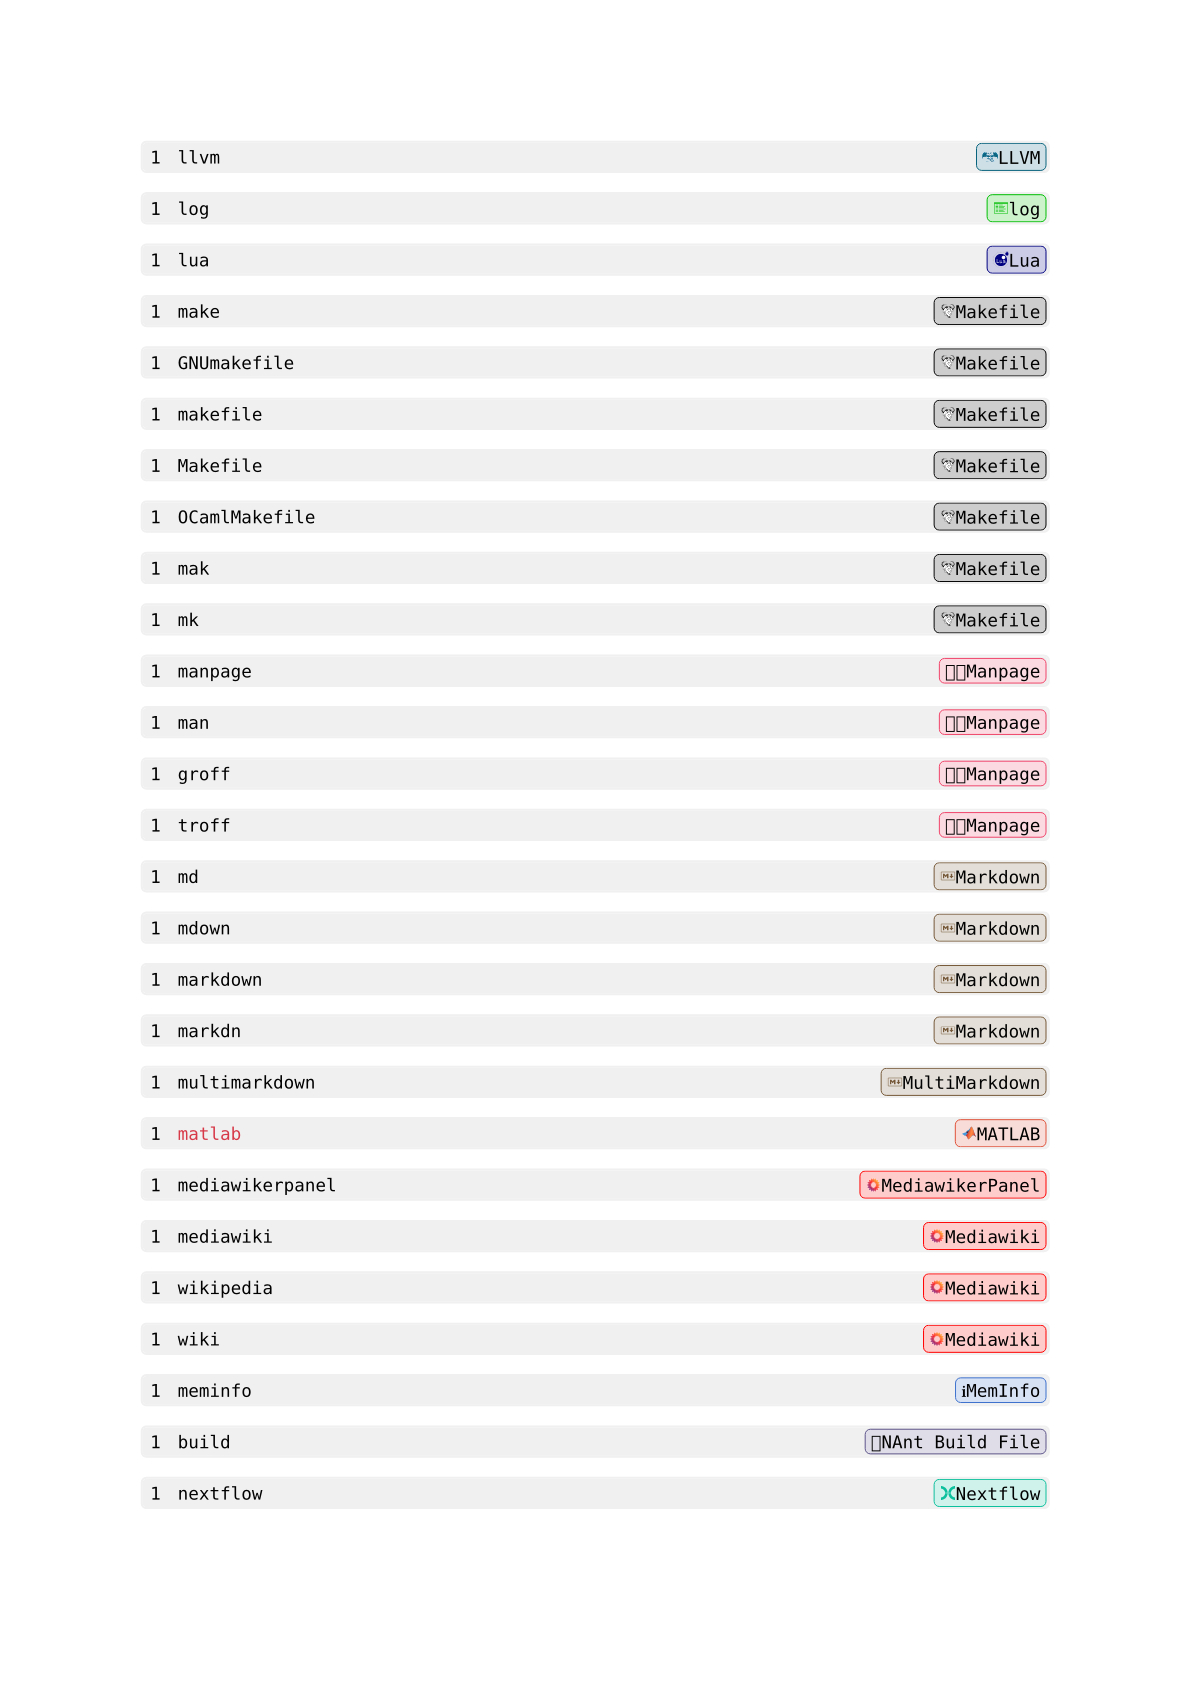 1 llvm LLVM
1 log log
1 lua Lua
1 make Makefile
1 GNUmakefile Makefile
1 makefile Makefile
1 Makefile Makefile
1 OCamlMakefile Makefile
1 mak Makefile
1 mk Makefile
1 manpage Manpage
1 man Manpage
1 groff Manpage
1 troff Manpage
1 md Markdown
1 mdown Markdown
1 markdown Markdown
1 markdn Markdown
1 multimarkdown MultiMarkdown
1 matlab MATLAB
1 mediawikerpanel MediawikerPanel
1 mediawiki Mediawiki
1 wikipedia Mediawiki
1 wiki Mediawiki
1 meminfo iMemInfo
1 build NAnt Build File
1 nextflow Nextflow